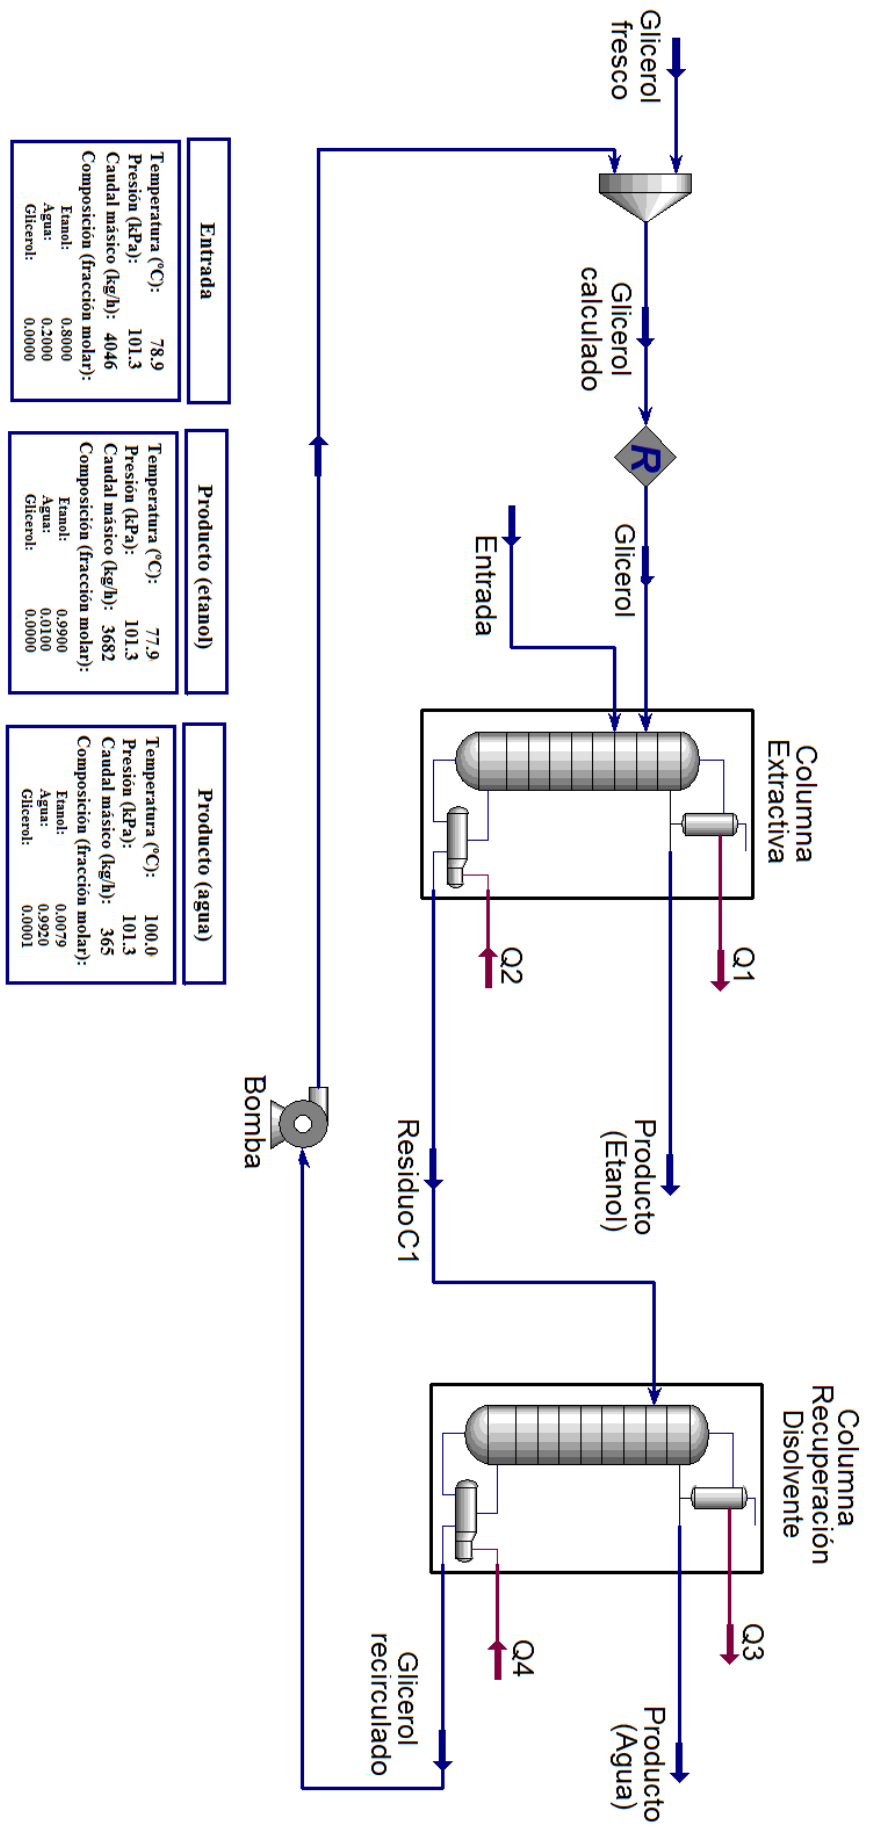 Glicerol
fresco
Glicerol
calculado
R
Glicerol
Entrada
Columna
Extractiva
Q1
Q2
Producto
(Etanol)
ResiduoC1
Bomba
Columna
Recuperación
Disolvente
Q3
Q4
Producto
(Agua)
Glicerol
recirculado
Entrada
Temperatura (°C): 78.9
Presión (kPa): 101.3
Caudal másico (kg/h): 4046
Composición (fracción molar):
Etanol: 0.8000
Agua: 0.2000
Glicerol: 0.0000
Producto (etanol)
Temperatura (°C): 77.9
Presión (kPa): 101.3
Caudal másico (kg/h): 3682
Composición (fracción molar):
Etanol: 0.9900
Agua: 0.0100
Glicerol: 0.0000
Producto (agua)
Temperatura (°C): 100.0
Presión (kPa): 101.3
Caudal másico (kg/h): 365
Composición (fracción molar):
Etanol: 0.0079
Agua: 0.9920
Glicerol: 0.0001